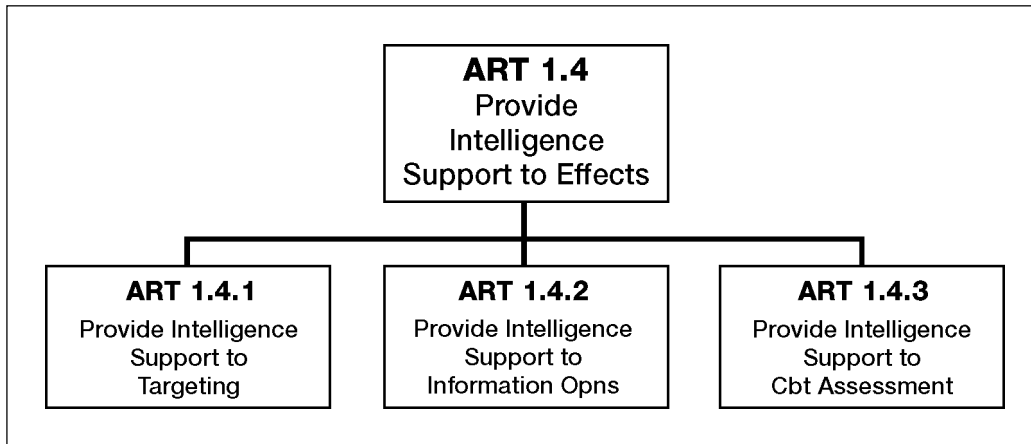 ART 1.4
Provide
Intelligence
Support to Effects
ART 1.4.1
Provide Intelligence
Support to
Targeting
ART 1.4.2
Provide Intelligence
Support to
Information Opns
ART 1.4.3
Provide Intelligence
Support to
Cbt Assessment